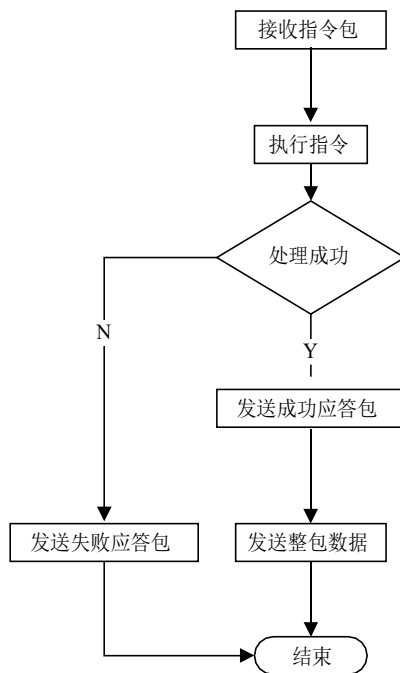 接收指令包
执行指令
处理成功
N
Y
发送成功应答包
发送失败应答包
发送整包数据
结束